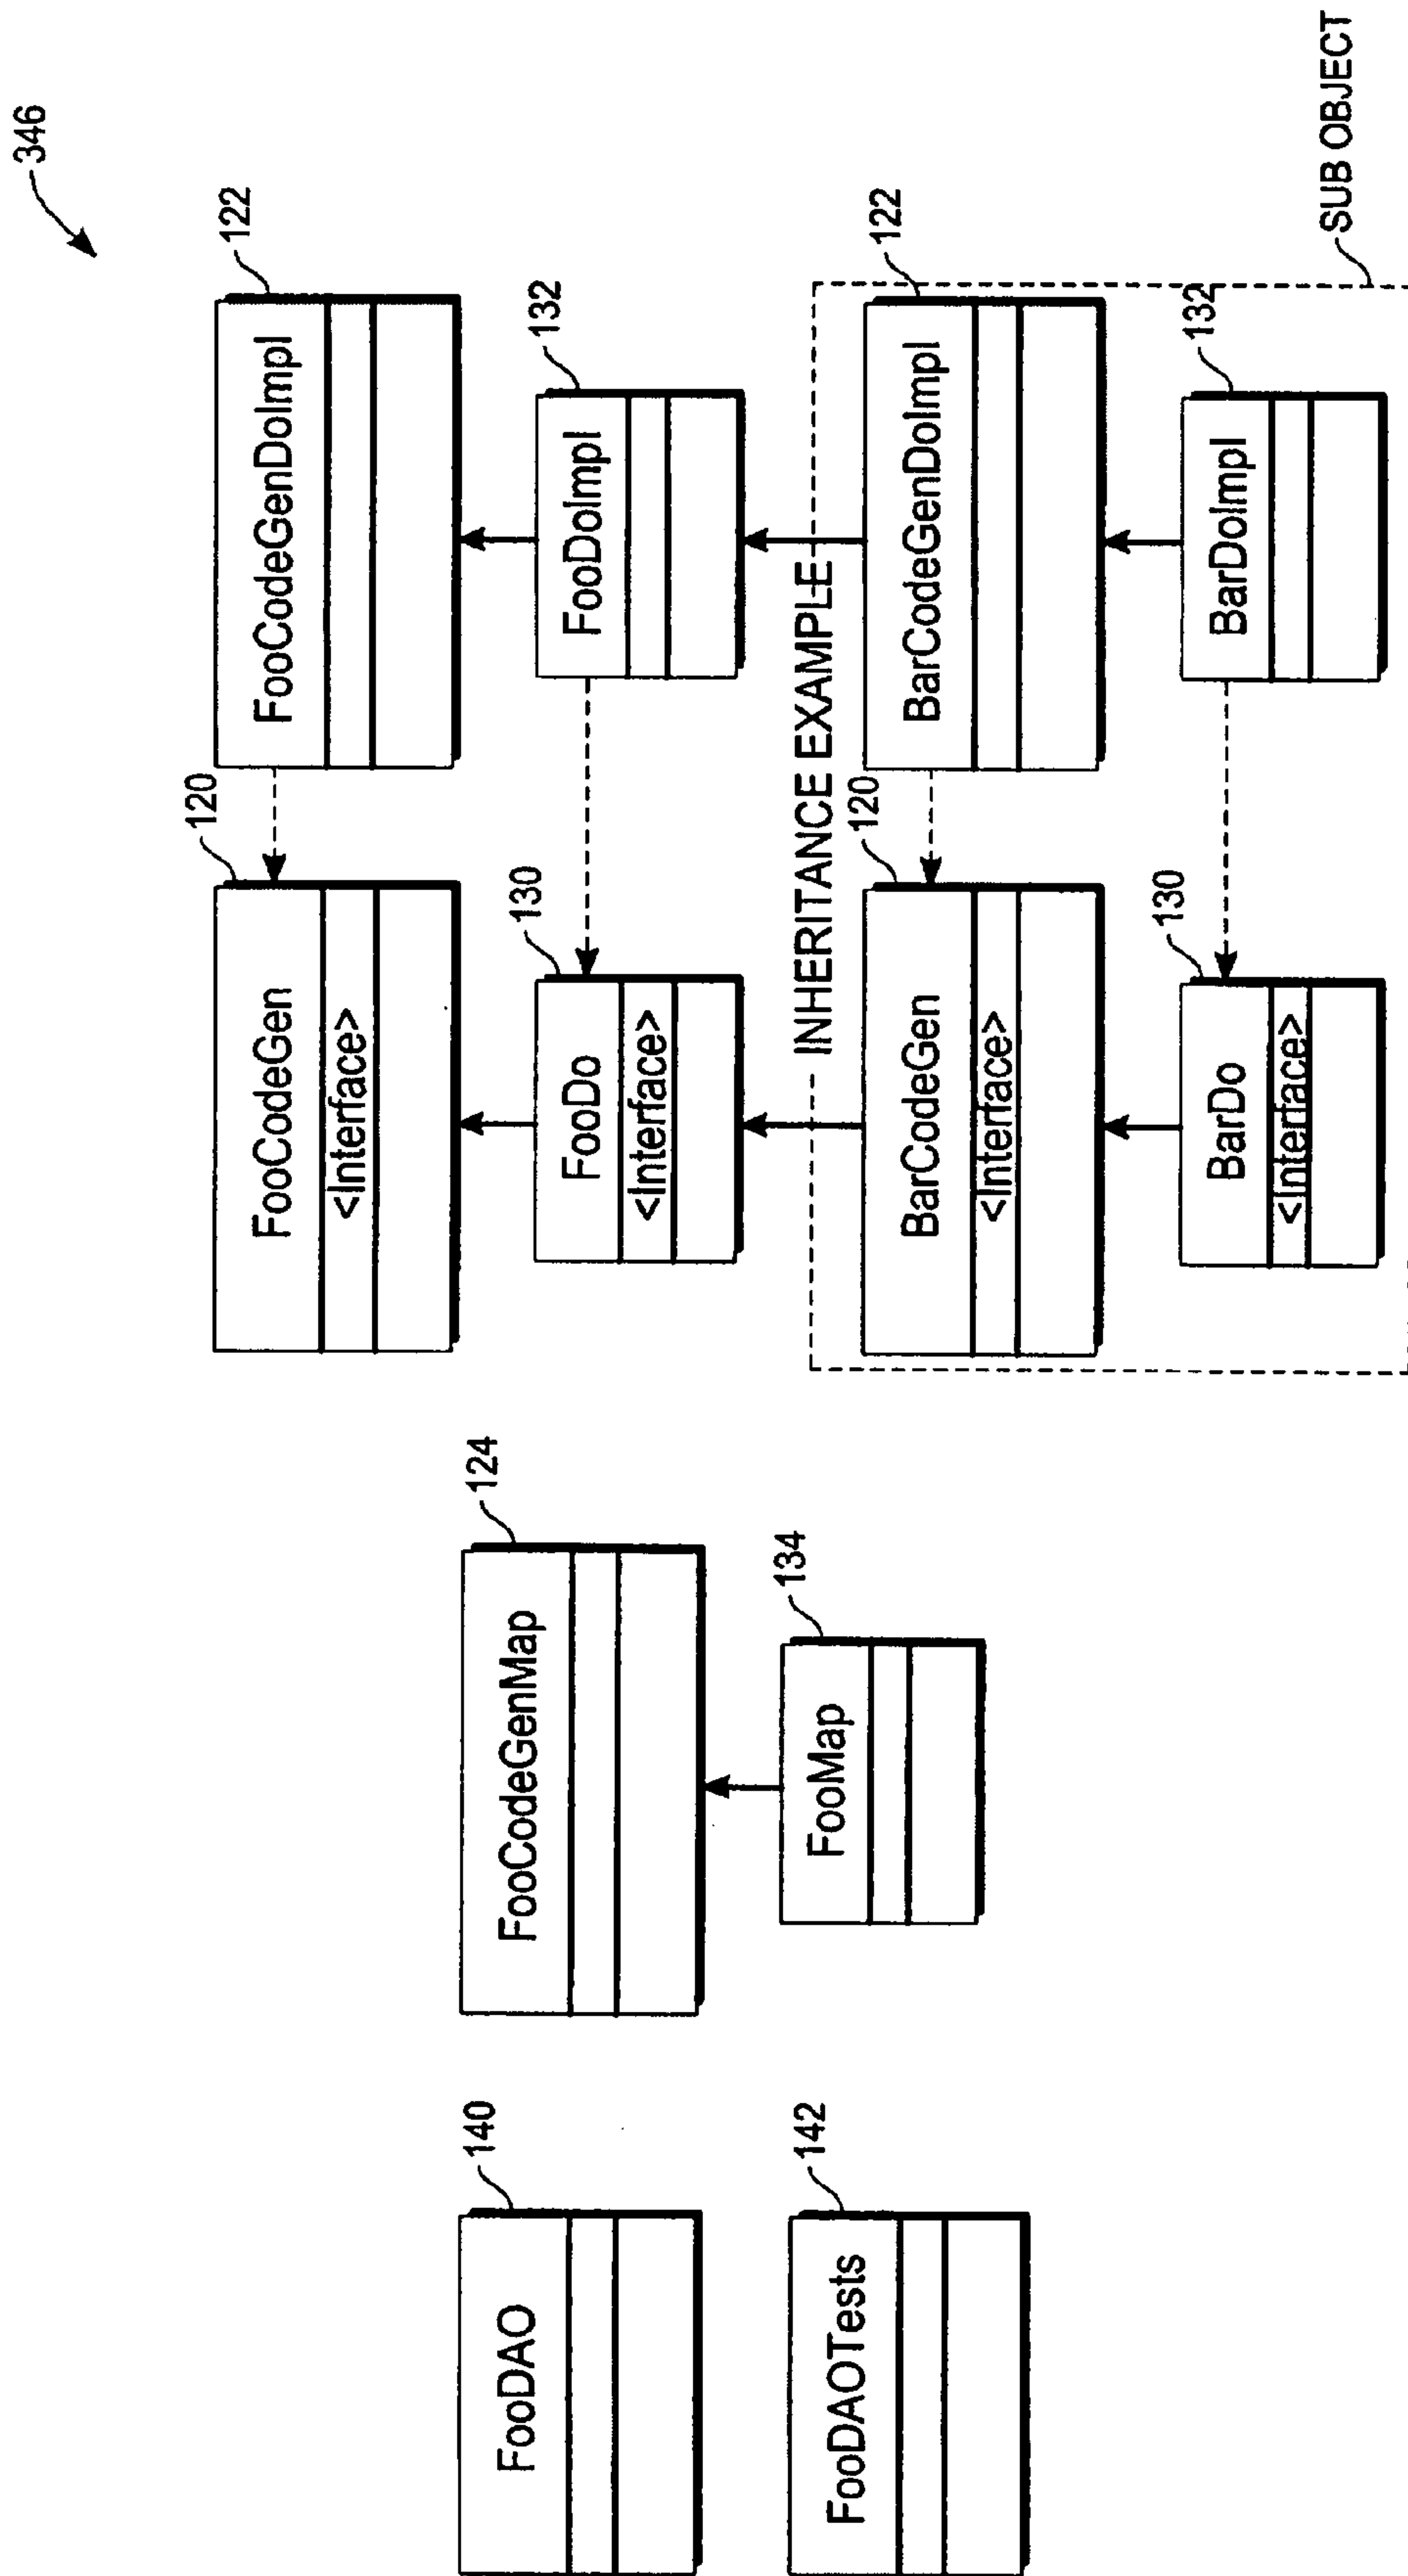 346
FooCodeGen
<Interface>
120
FooCodeGenDoImpl
122
FooDAO
140
FooCodeGenMap
124
FooDo
<Interface>
130
FooDoImpl
132
FooDAOTests
142
FooMap
134
INHERITANCE EXAMPLE
BarCodeGen
<Interface>
120
BarCodeGenDoImpl
122
BarDo
<Interface>
130
BarDoImpl
132
SUB OBJECT